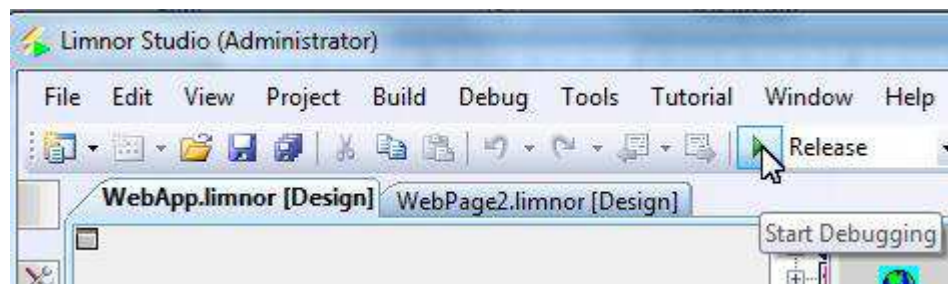 Limnor Studio (Administrator)
File Edit View Project Build Debug Tools Tutorial Window Help
Release
WebApp.limnor [Design] WebPage2.limnor [Design]
Start Debugging